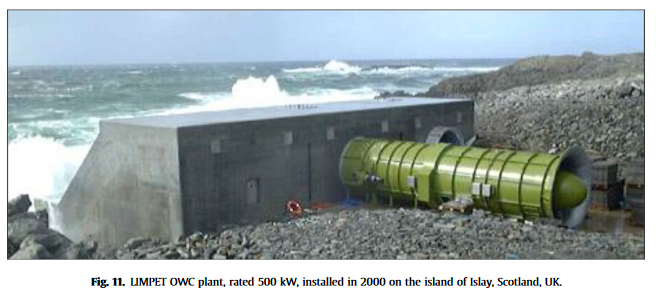 Fig. 11. LIMPET OWC plant, rated 500 kW, installed in 2000 on the island of Islay, Scotland, UK.